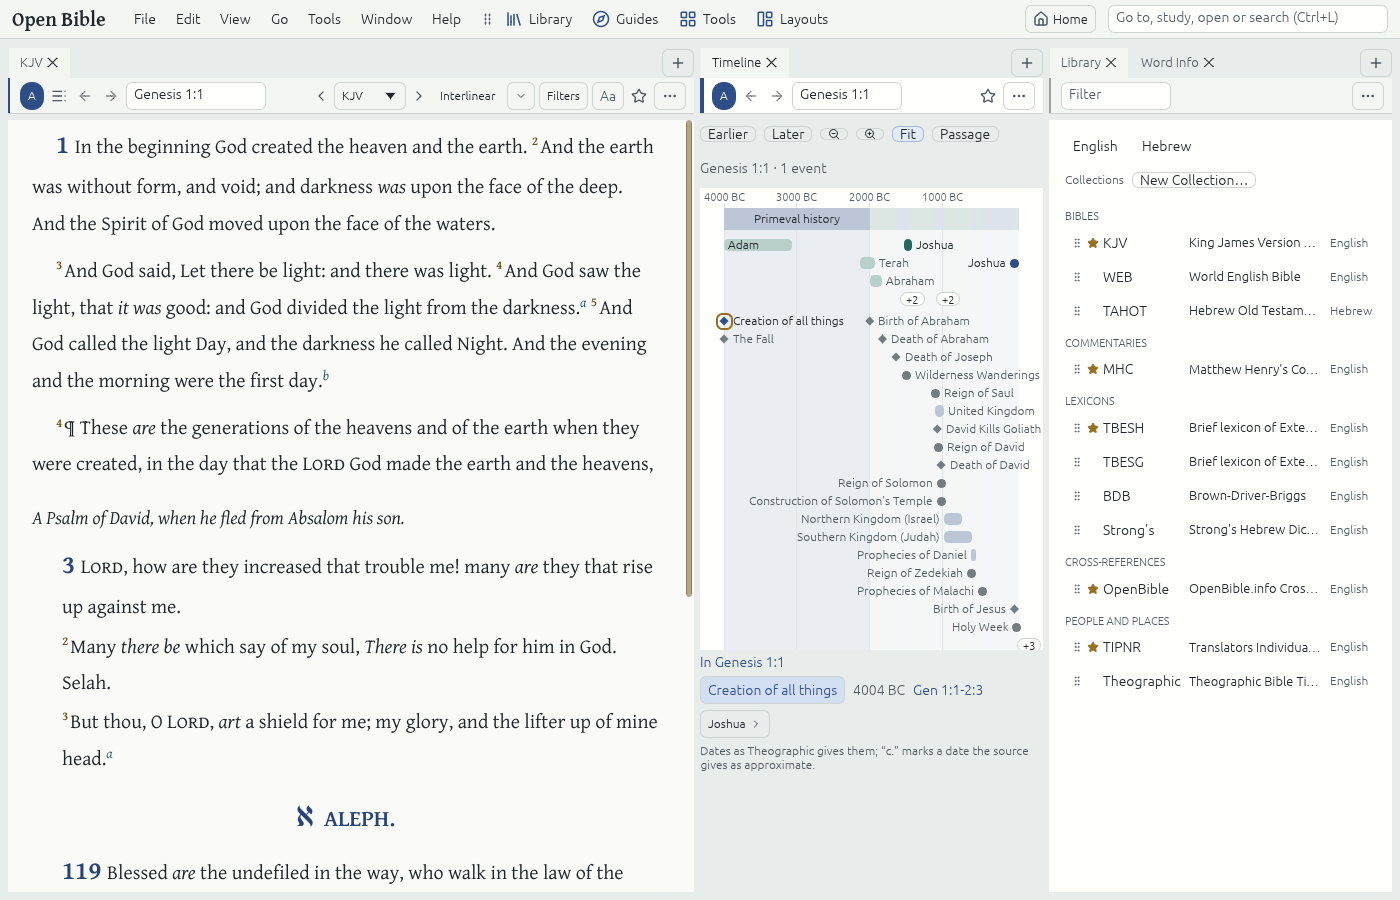 Open Bible File Edit View Go Tools Window Help Library Guides Tools Layouts Home Go to, study, open or search (Ctrl+L)
KJV
A Genesis 1:1 KJV Interlinear Filters Aa
1 In the beginning God created the heaven and the earth. 2 And the earth
was without form, and void; and darkness was upon the face of the deep.
And the Spirit of God moved upon the face of the waters.
3 And God said, Let there be light: and there was light. 4 And God saw the
light, that it was good: and God divided the light from the darkness.a 5 And
God called the light Day, and the darkness he called Night. And the evening
and the morning were the first day.b
4 ¶ These are the generations of the heavens and of the earth when they
were created, in the day that the LORD God made the earth and the heavens,
A Psalm of David, when he fled from Absalom his son.
3 LORD, how are they increased that trouble me! many are they that rise
up against me.
2 Many there be which say of my soul, There is no help for him in God.
Selah.
3 But thou, O LORD, art a shield for me; my glory, and the lifter up of mine
head.a
א ALEPH.
119 Blessed are the undefiled in the way, who walk in the law of the
Timeline
A Genesis 1:1
Earlier Later Fit Passage
Genesis 1:1 · 1 event
4000 BC 3000 BC 2000 BC 1000 BC
Primeval history
Adam Joshua
Terah Joshua
Abraham
+2 +2
Creation of all things Birth of Abraham
The Fall Death of Abraham
Death of Joseph
Wilderness Wanderings
Reign of Saul
United Kingdom
David Kills Goliath
Reign of David
Death of David
Reign of Solomon
Construction of Solomon's Temple
Northern Kingdom (Israel)
Southern Kingdom (Judah)
Prophecies of Daniel
Reign of Zedekiah
Prophecies of Malachi
Birth of Jesus
Holy Week
+3
In Genesis 1:1
Creation of all things 4004 BC Gen 1:1-2:3
Joshua
Dates as Theographic gives them; “c.” marks a date the source
gives as approximate.
Library Word Info
Filter
English Hebrew
Collections New Collection…
BIBLES
KJV King James Version … English
WEB World English Bible English
TAHOT Hebrew Old Testam… Hebrew
COMMENTARIES
MHC Matthew Henry's Co… English
LEXICONS
TBESH Brief lexicon of Exte… English
TBESG Brief lexicon of Exte… English
BDB Brown-Driver-Briggs English
Strong's Strong's Hebrew Dic… English
CROSS-REFERENCES
OpenBible OpenBible.info Cros… English
PEOPLE AND PLACES
TIPNR Translators Individua… English
Theographic Theographic Bible Ti… English